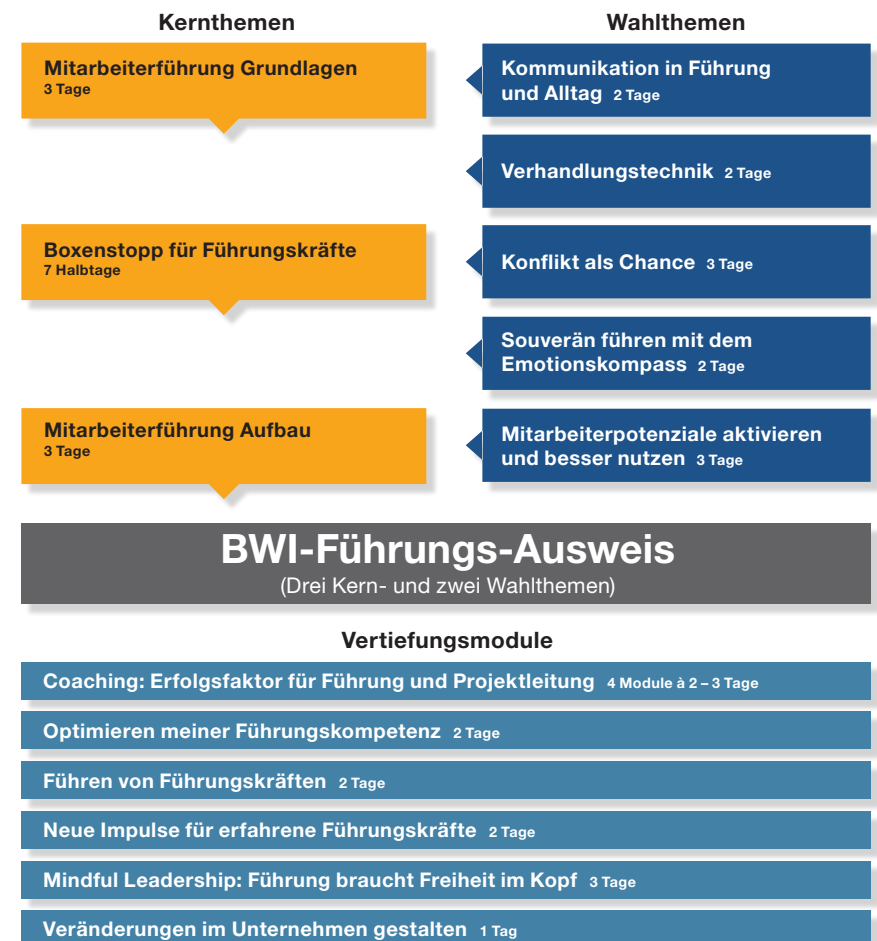 Kernthemen
Mitarbeiterführung Grundlagen
3 Tage
Boxenstopp für Führungskräfte
7 Halbtage
Mitarbeiterführung Aufbau
3 Tage
Wahlthemen
Kommunikation in Führung
und Alltag 2 Tage
Verhandlungstechnik 2 Tage
Konflikt als Chance 3 Tage
Souverän führen mit dem
Emotionskompass 2 Tage
Mitarbeiterpotenziale aktivieren
und besser nutzen 3 Tage
BWI-Führungs-Ausweis
(Drei Kern- und zwei Wahlthemen)
Vertiefungsmodule
Coaching: Erfolgsfaktor für Führung und Projektleitung 4 Module à 2 – 3 Tage
Optimieren meiner Führungskompetenz 2 Tage
Führen von Führungskräften 2 Tage
Neue Impulse für erfahrene Führungskräfte 2 Tage
Mindful Leadership: Führung braucht Freiheit im Kopf 3 Tage
Veränderungen im Unternehmen gestalten 1 Tag